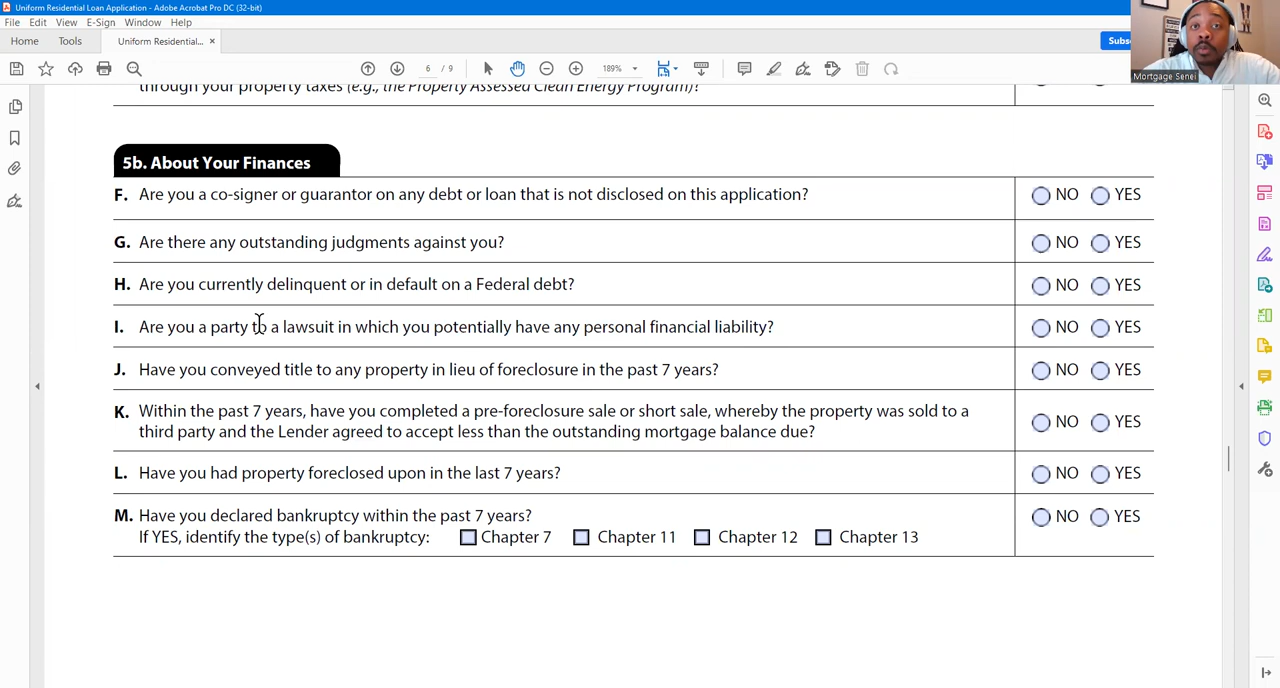 Uniform Residential Loan Application - Adobe Acrobat Pro DC (32-bit)
File Edit View E-Sign Window Help
Home Tools Uniform Residential... × Subs
6 / 9 189%
Mortgage Senei
through your property taxes (e.g., the Property Assessed Clean Energy Program)?
5b. About Your Finances
F. Are you a co-signer or guarantor on any debt or loan that is not disclosed on this application? NO YES
G. Are there any outstanding judgments against you? NO YES
H. Are you currently delinquent or in default on a Federal debt? NO YES
I. Are you a party to a lawsuit in which you potentially have any personal financial liability? NO YES
J. Have you conveyed title to any property in lieu of foreclosure in the past 7 years? NO YES
K. Within the past 7 years, have you completed a pre-foreclosure sale or short sale, whereby the property was sold to a
third party and the Lender agreed to accept less than the outstanding mortgage balance due? NO YES
L. Have you had property foreclosed upon in the last 7 years? NO YES
M. Have you declared bankruptcy within the past 7 years? NO YES
If YES, identify the type(s) of bankruptcy: Chapter 7 Chapter 11 Chapter 12 Chapter 13